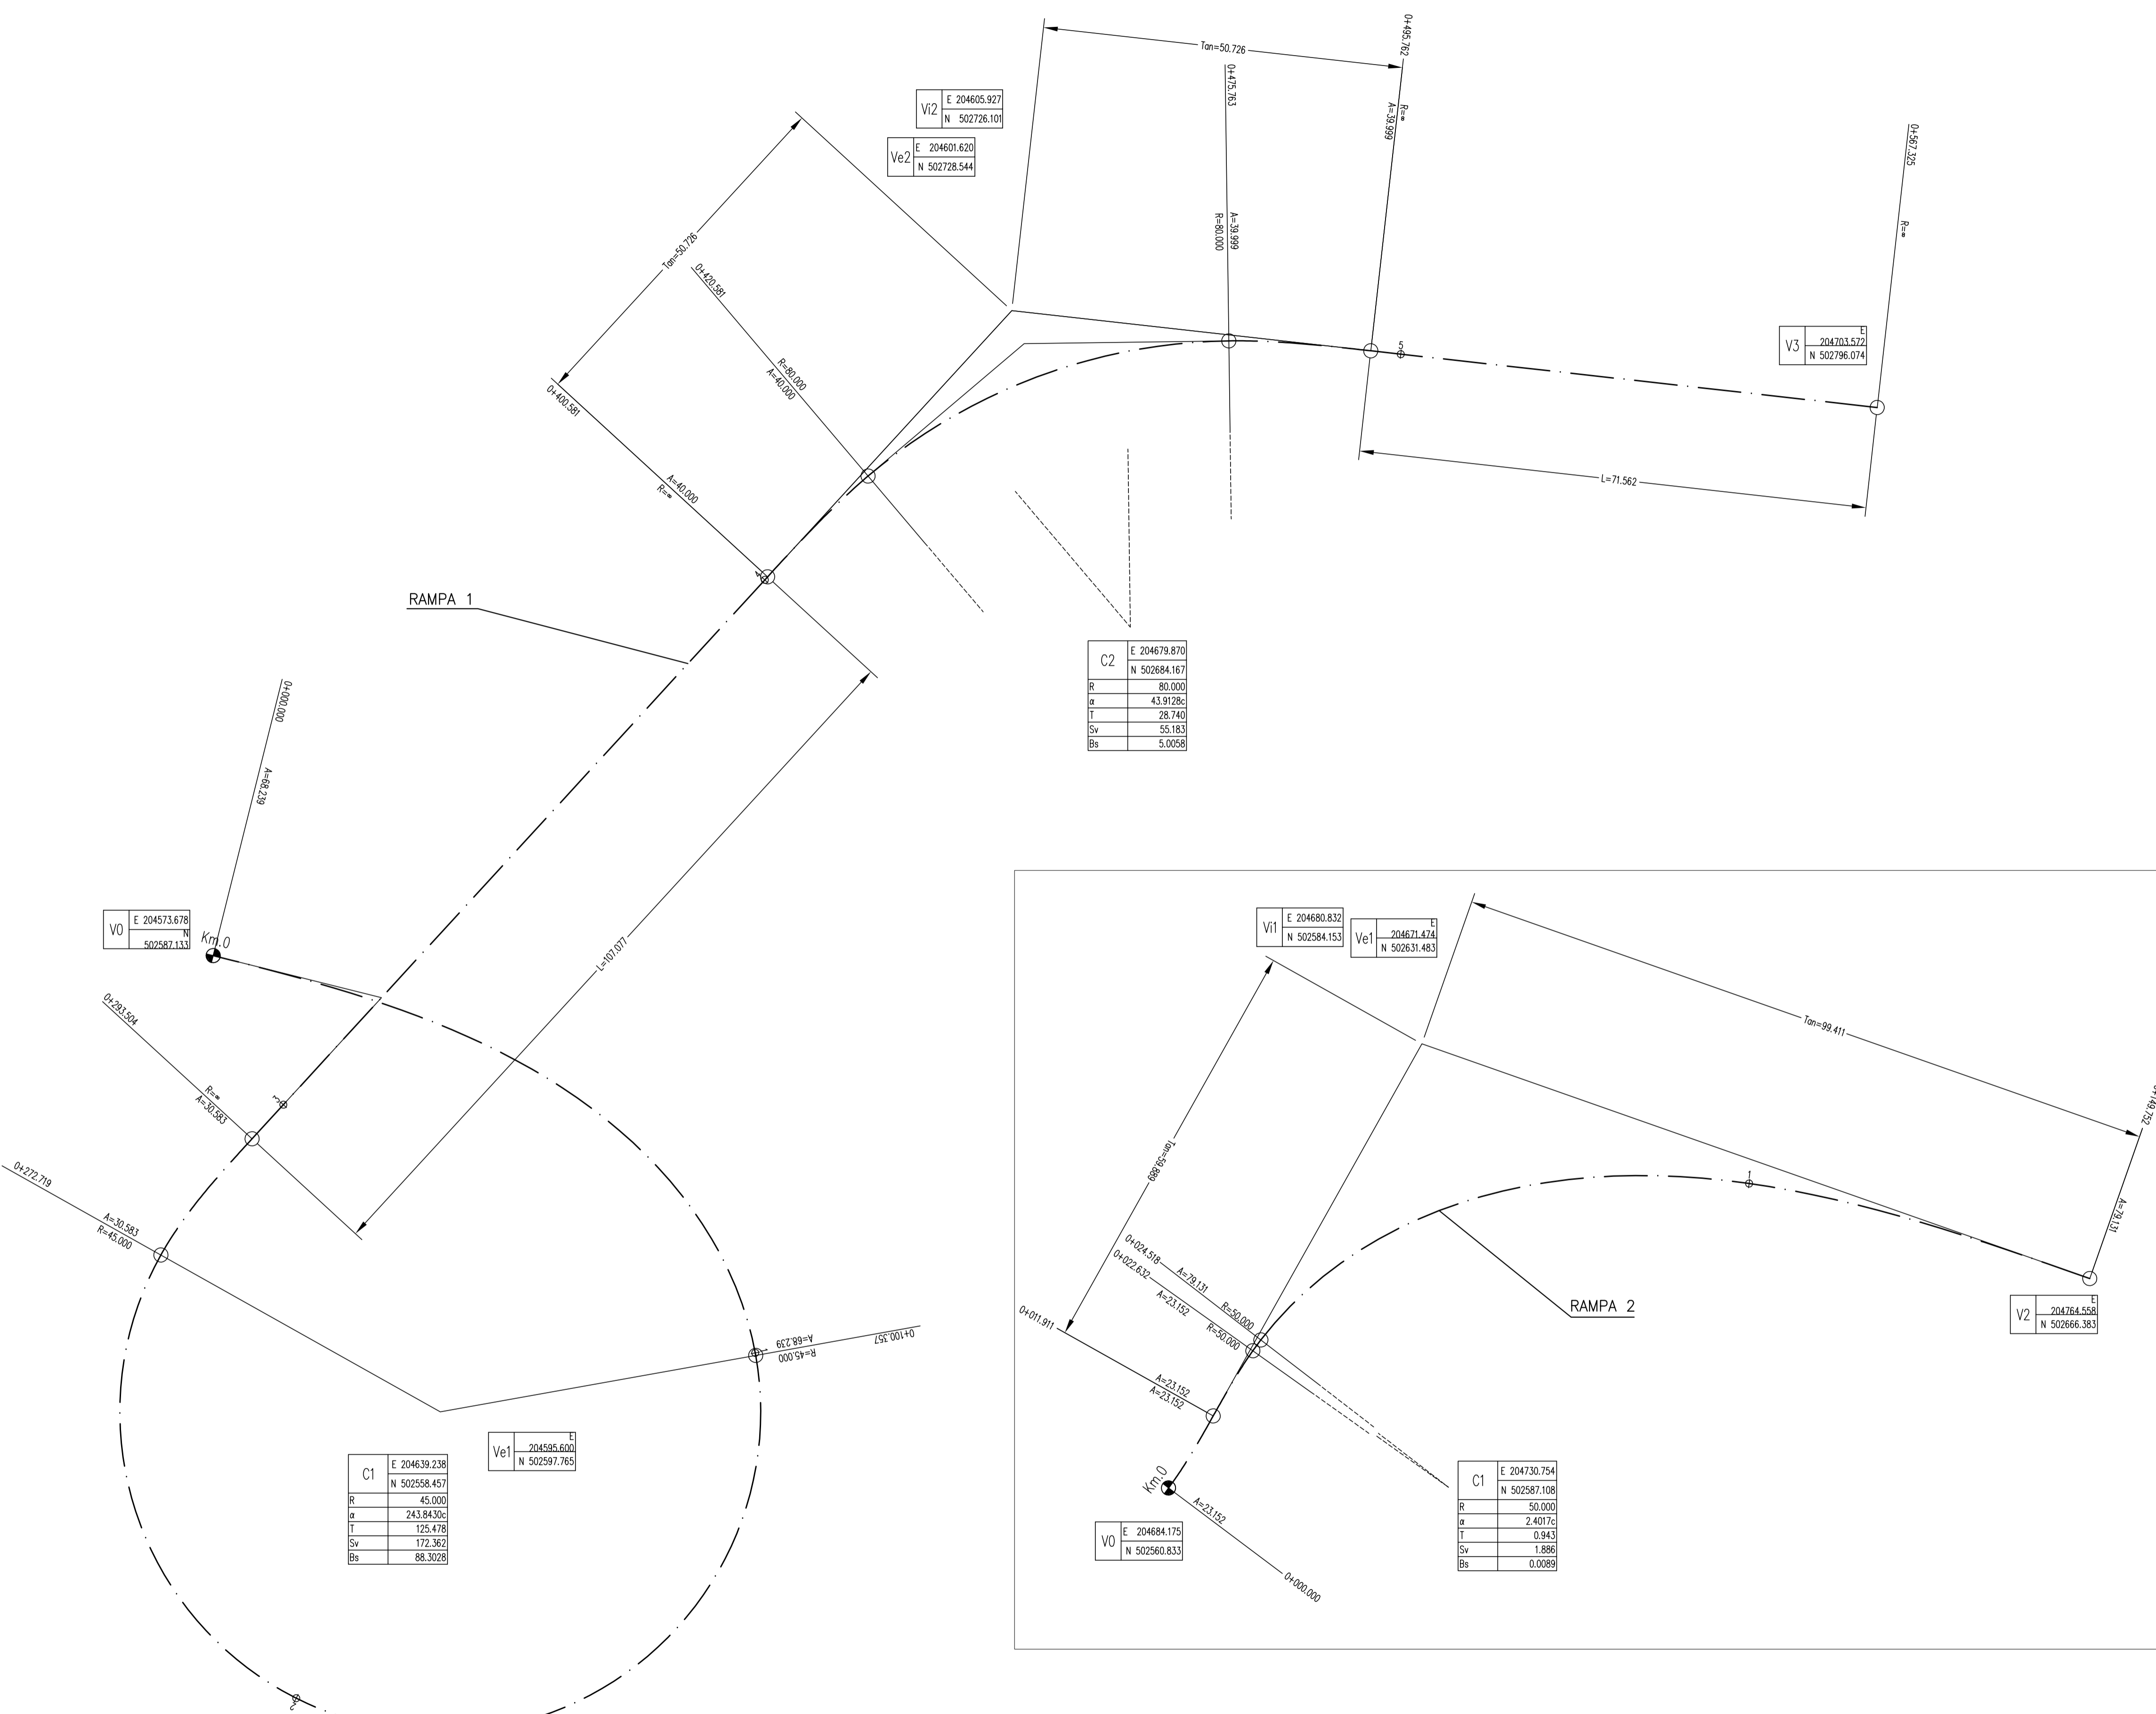 0+495.762
Tan=50.726
0+475.763
R=∞
A=39.999
Vi2
E 204605.927
N 502726.101
Ve2
E 204601.620
N 502728.544
0+567.325
R=∞
Tan=50.726
0+420.581
A=39.999
R=80.000
V3
E
204703.572
N 502796.074
5
R=80.000
A=40.000
0+400.581
L=71.562
A=40.000
R=∞
4
RAMPA 1
C2
E 204679.870
N 502684.167
R 80.000
α 43.9128c
T 28.740
Sv 55.183
Bs 5.0058
0+000.000
A=68.239
V0
E 204573.678
N
502587.133
Km.0
L=107.077
0+293.504
R=∞
A=30.583
3
0+272.719
A=30.583
R=45.000
0+100.357
A=68.239
R=45.000
1
Ve1
E
204595.600
N 502597.765
C1
E 204639.238
N 502558.457
R 45.000
α 243.8430c
T 125.478
Sv 172.362
Bs 88.3028
2
Vi1
E 204680.832
N 502584.153
Ve1
E
204671.474
N 502631.483
Tan=99.411
0+149.752
A=79.131
Tan=59.889
1
0+024.518
A=79.131
R=50.000
0+022.632
A=23.152
R=50.000
RAMPA 2
V2
E
204764.558
N 502666.383
0+011.911
A=23.152
A=23.152
Km.0
A=23.152
0+000.000
V0
E 204684.175
N 502560.833
C1
E 204730.754
N 502587.108
R 50.000
α 2.4017c
T 0.943
Sv 1.886
Bs 0.0089